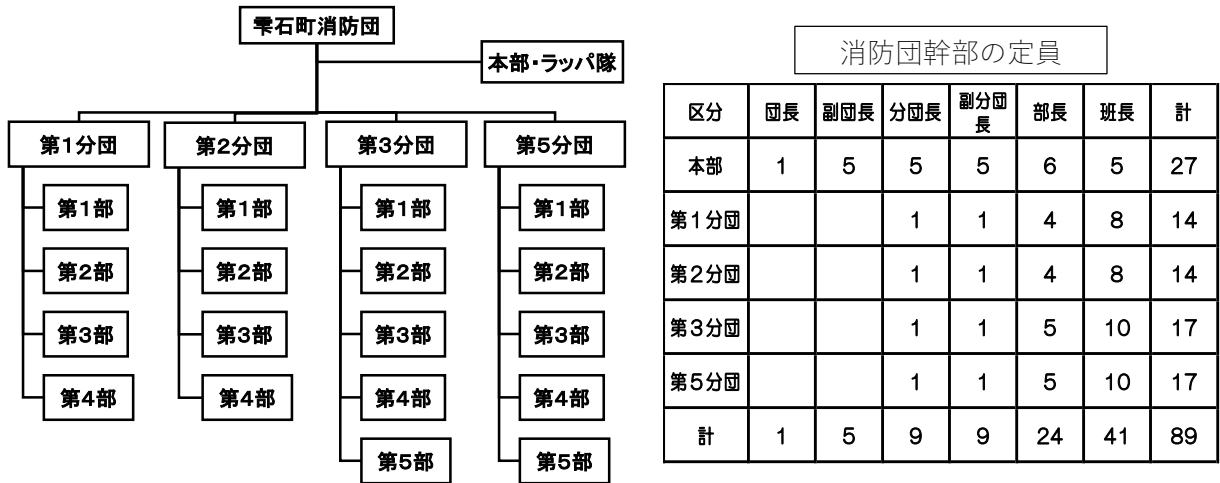 雫石町消防団
本部・ラッパ隊
第1分団 第2分団 第3分団 第5分団
第1部 第1部 第1部 第1部
第2部 第2部 第2部 第2部
第3部 第3部 第3部 第3部
第4部 第4部 第4部 第4部
第5部 第5部
消防団幹部の定員
区分 団長 副団長 分団長 副分団長 部長 班長 計
本部 1 5 5 5 6 5 27
第1分団 1 1 4 8 14
第2分団 1 1 4 8 14
第3分団 1 1 5 10 17
第5分団 1 1 5 10 17
計 1 5 9 9 24 41 89